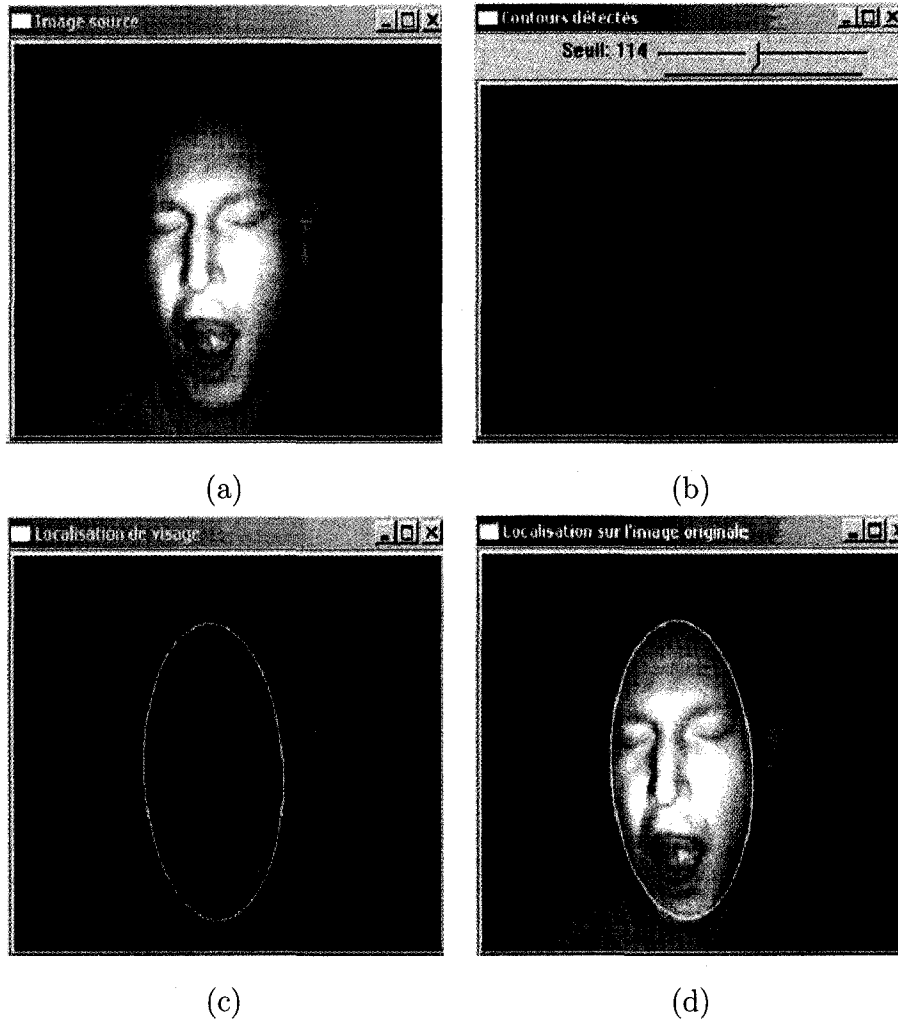 Image source
Contours détectés
Seuil: 114
(a)
(b)
Localisation de visage
Localisation sur l'image originale
(c)
(d)